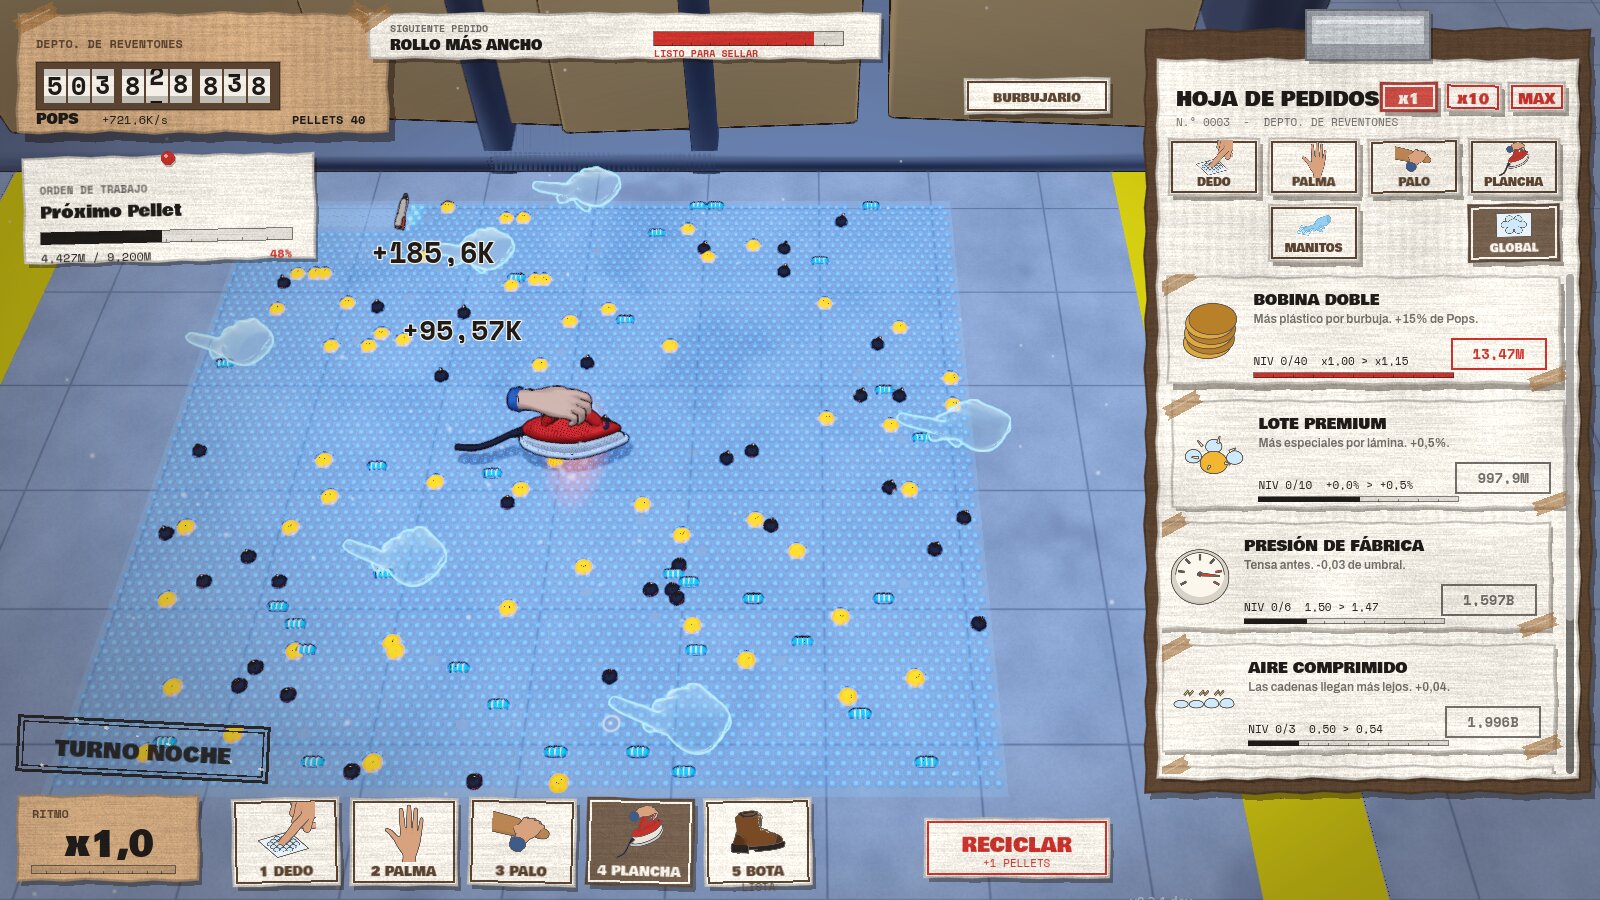 DEPTO. DE REVENTONES
503 828 838
POPS +721,6K/s PELLETS 40
SIGUIENTE PEDIDO
ROLLO MÁS ANCHO
LISTO PARA SELLAR
BURBUJARIO
ORDEN DE TRABAJO
Próximo Pellet
4,427M / 9,200M 48%
+185,6K
+95,57K
TURNO NOCHE
RITMO
x1,0
1 DEDO
2 PALMA
3 PALO
4 PLANCHA
5 BOTA
LISTA
RECICLAR
+1 PELLETS
HOJA DE PEDIDOS
x1
x10
MAX
N.° 0003 - DEPTO. DE REVENTONES
DEDO
PALMA
PALO
PLANCHA
MANITOS
GLOBAL
BOBINA DOBLE
Más plástico por burbuja. +15% de Pops.
NIV 0/40 x1,00 > x1,15
13,47M
LOTE PREMIUM
Más especiales por lámina. +0,5%.
NIV 0/10 +0,0% > +0,5%
997,9M
PRESIÓN DE FÁBRICA
Tensa antes. -0,03 de umbral.
NIV 0/6 1,50 > 1,47
1,597B
AIRE COMPRIMIDO
Las cadenas llegan más lejos. +0,04.
NIV 0/3 0,50 > 0,54
1,996B